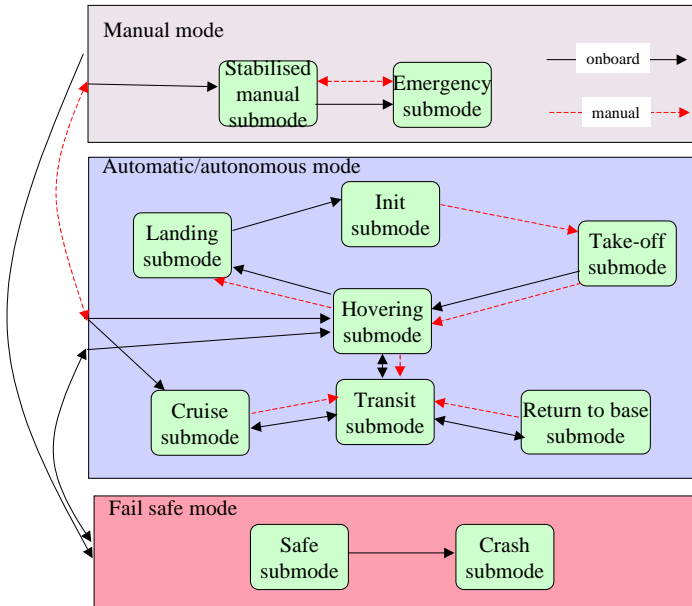 Manual mode
Stabilised
manual
submode
Emergency
submode
onboard
manual
Automatic/autonomous mode
Init
submode
Landing
submode
Take-off
submode
Hovering
submode
Cruise
submode
Transit
submode
Return to base
submode
Fail safe mode
Safe
submode
Crash
submode